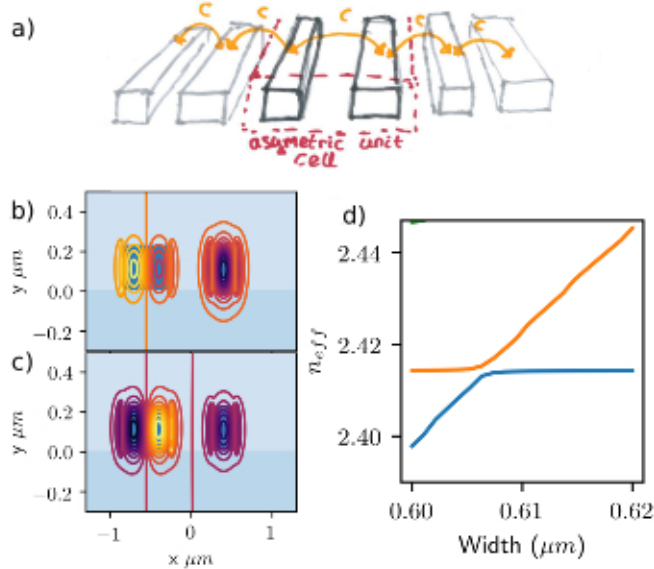 a)
c c c c c
asymetric unit
cell
b)
0.4
0.2
0.0
−0.2
y μm
c)
0.4
0.2
0.0
−0.2
y μm
−1 0 1
x μm
d)
2.44
2.42
2.40
n_eff
0.60 0.61 0.62
Width (μm)